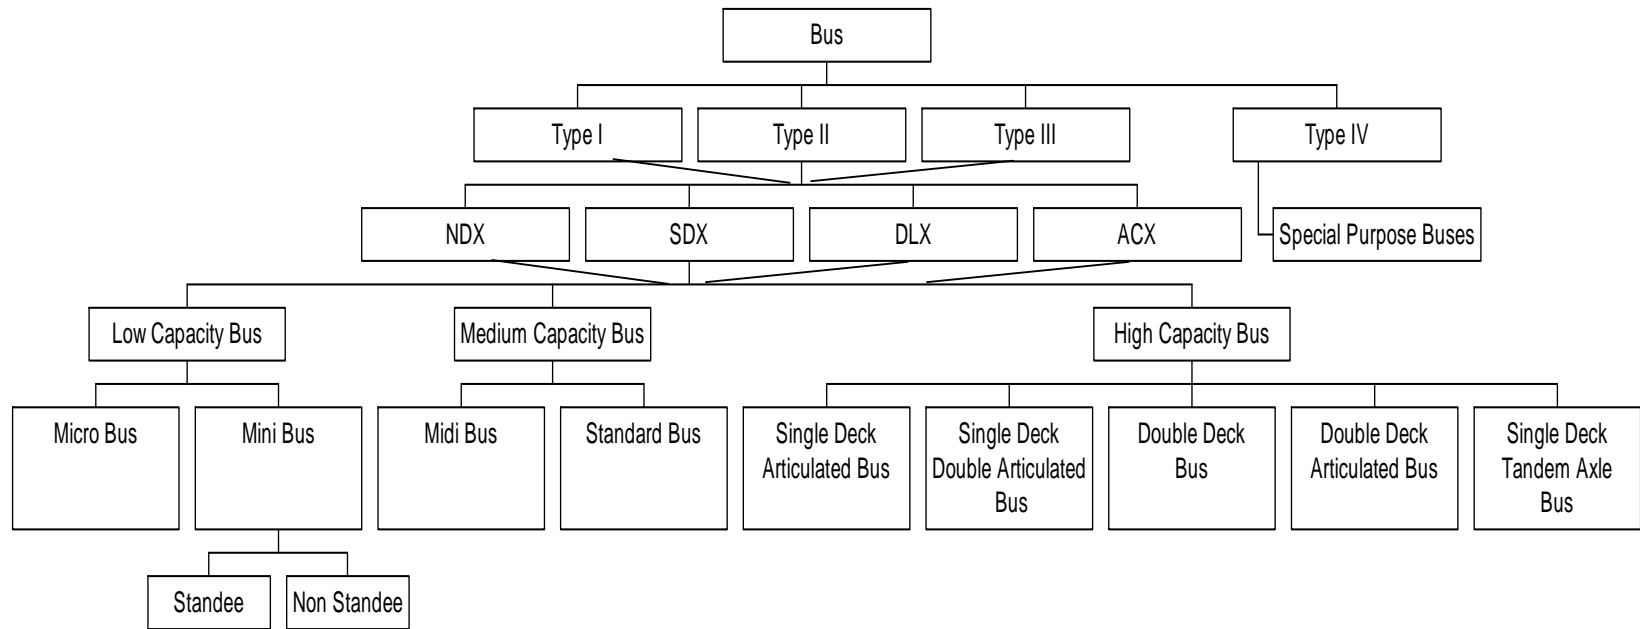 Bus
Type I
Type II
Type III
Type IV
NDX
SDX
DLX
ACX
Special Purpose Buses
Low Capacity Bus
Medium Capacity Bus
High Capacity Bus
Micro Bus
Mini Bus
Midi Bus
Standard Bus
Single Deck
Articulated Bus
Single Deck
Double Articulated
Bus
Double Deck
Bus
Double Deck
Articulated Bus
Single Deck
Tandem Axle
Bus
Standee
Non Standee